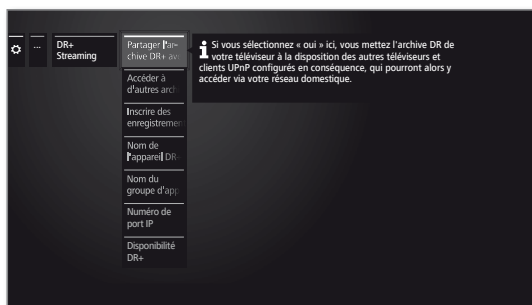 ...
DR+
Streaming
Partager l'ar-
chive DR+ ave
Si vous sélectionnez « oui » ici, vous mettez l'archive DR de
votre téléviseur à la disposition des autres téléviseurs et
clients UPnP configurés en conséquence, qui pourront alors y
accéder via votre réseau domestique.
Accéder à
d'autres arch
Inscrire des
enregistremen
Nom de
l'appareil DR+
Nom du
groupe d'app
Numéro de
port IP
Disponibilité
DR+